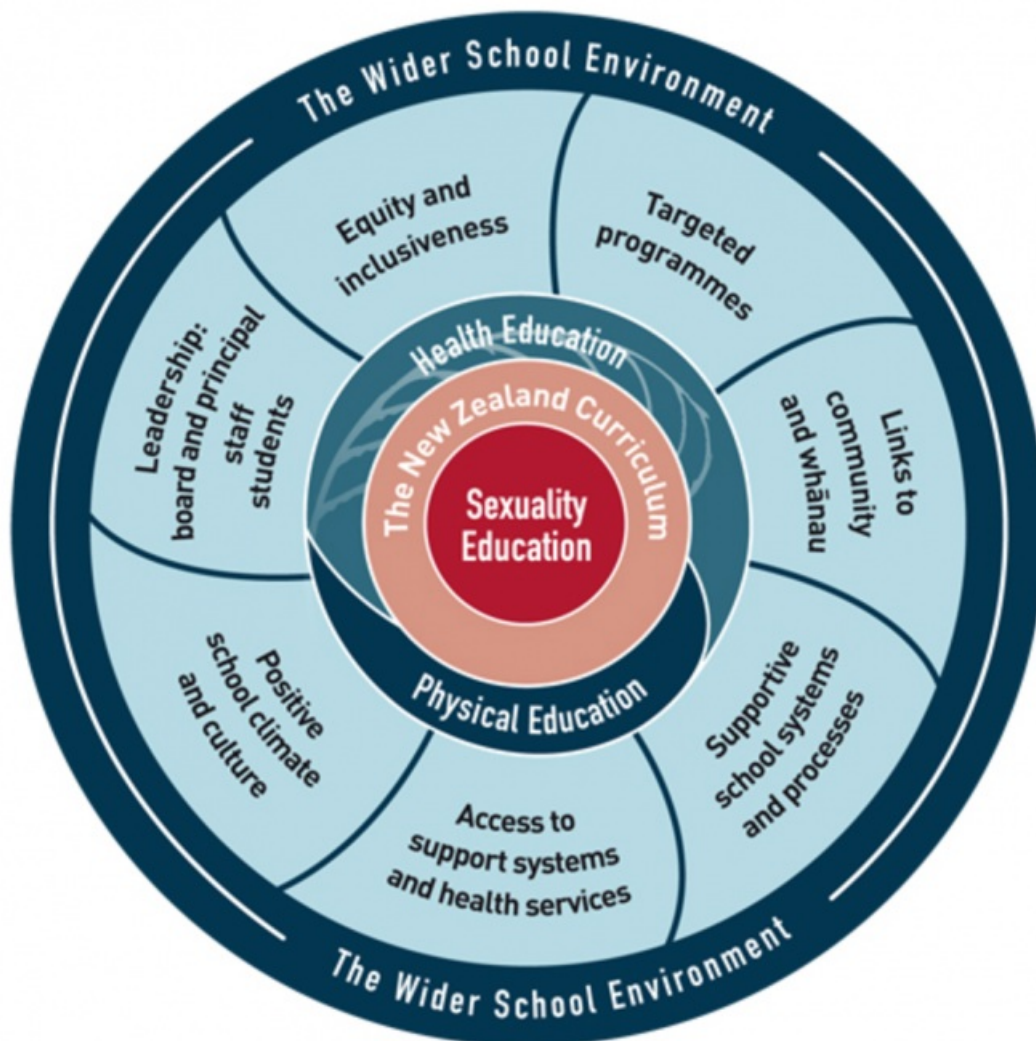 The Wider School Environment
Equity and
inclusiveness
Targeted
programmes
Links to
community
and whānau
Supportive
school systems
and processes
Access to
support systems
and health services
Positive
school climate
and culture
Leadership:
board and principal
staff
students
Health Education
The New Zealand Curriculum
Sexuality
Education
Physical Education
The Wider School Environment